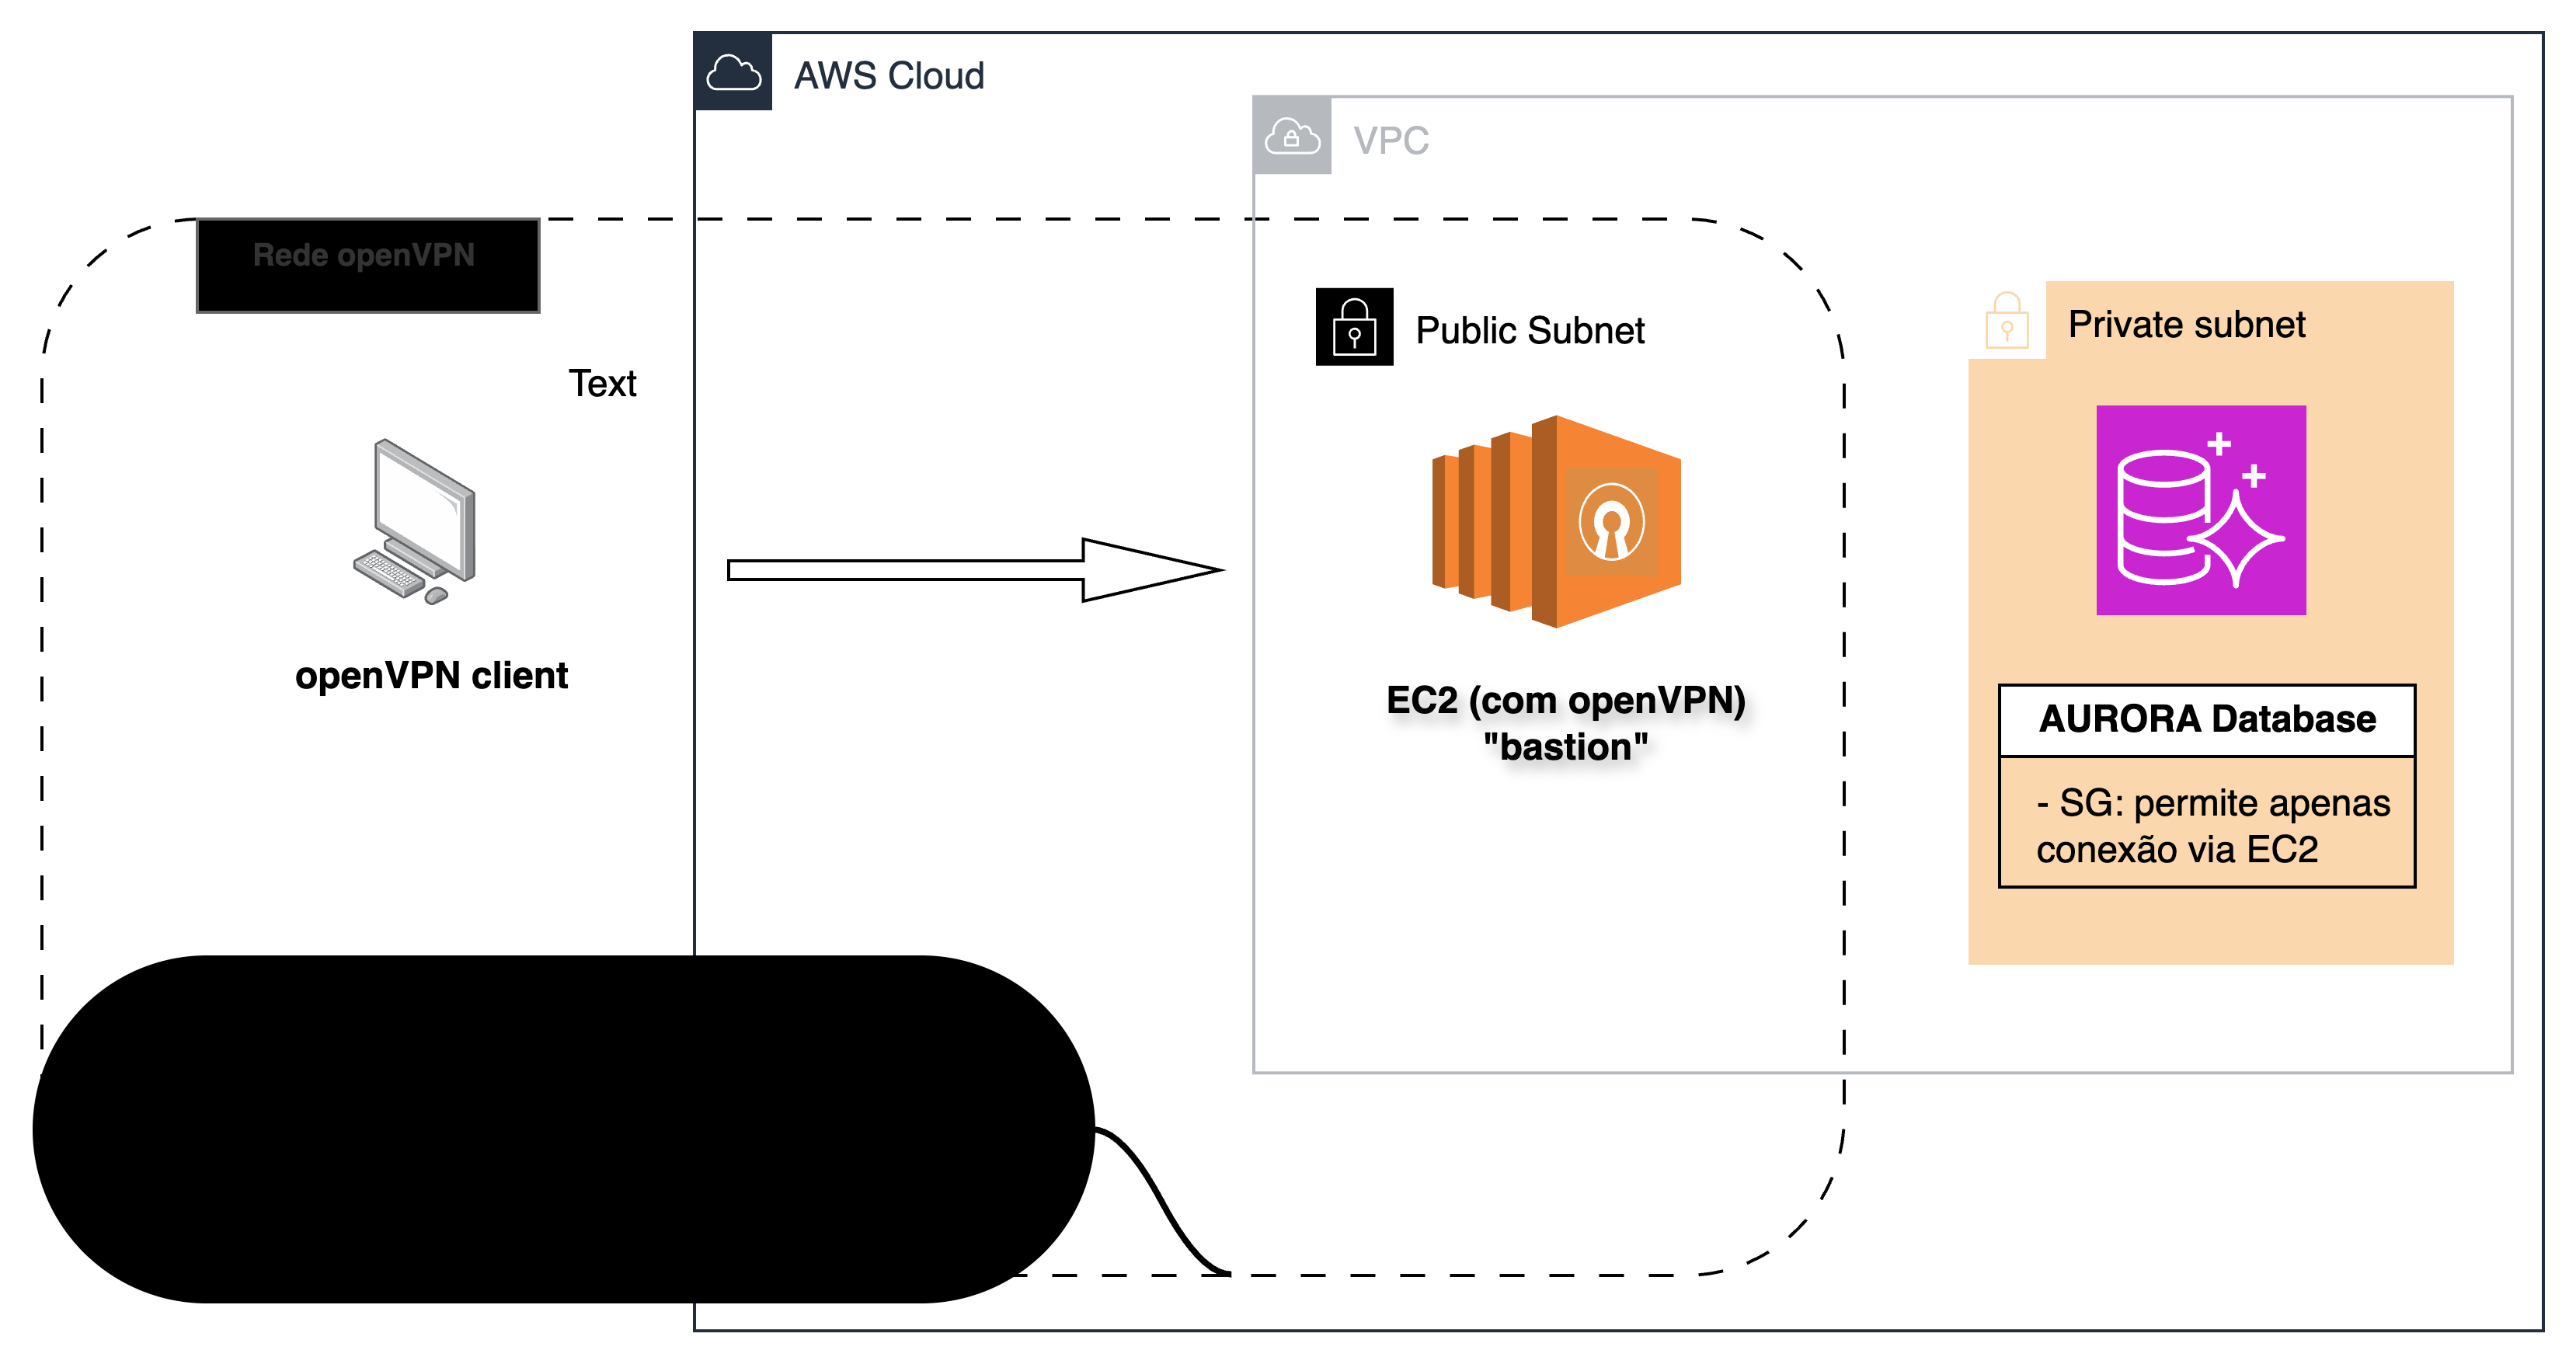 AWS Cloud
VPC
Rede openVPN
Public Subnet
Private subnet
Text
openVPN client
EC2 (com openVPN)
"bastion"
AURORA Database
- SG: permite apenas
conexão via EC2